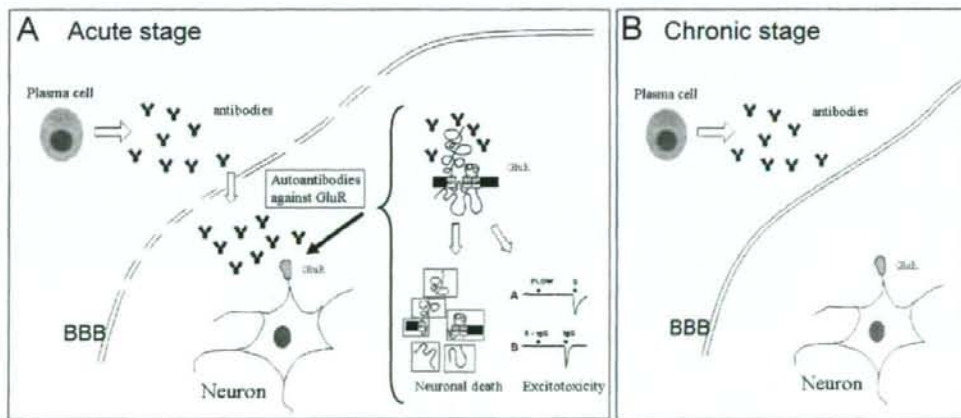 A Acute stage
Plasma cell
antibodies
Autoantibodies
against GluR
GluR
GluR
BBB
Neuron
A
FLOW
B
Neuronal death
Excitotoxicity
B Chronic stage
Plasma cell
antibodies
GluR
BBB
Neuron